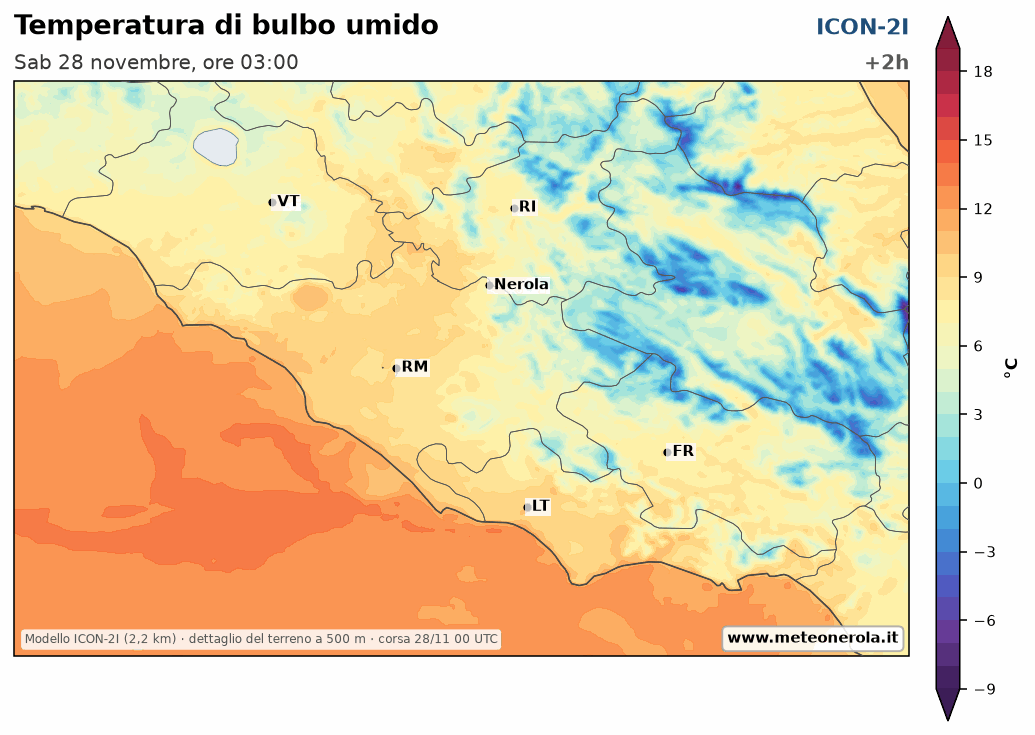 Temperatura di bulbo umido
ICON-2I
Sab 28 novembre, ore 03:00
+2h
VT
RI
Nerola
RM
FR
LT
Modello ICON-2I (2,2 km) · dettaglio del terreno a 500 m · corsa 28/11 00 UTC
www.meteonerola.it
18
15
12
9
6
3
0
−3
−6
−9
°C